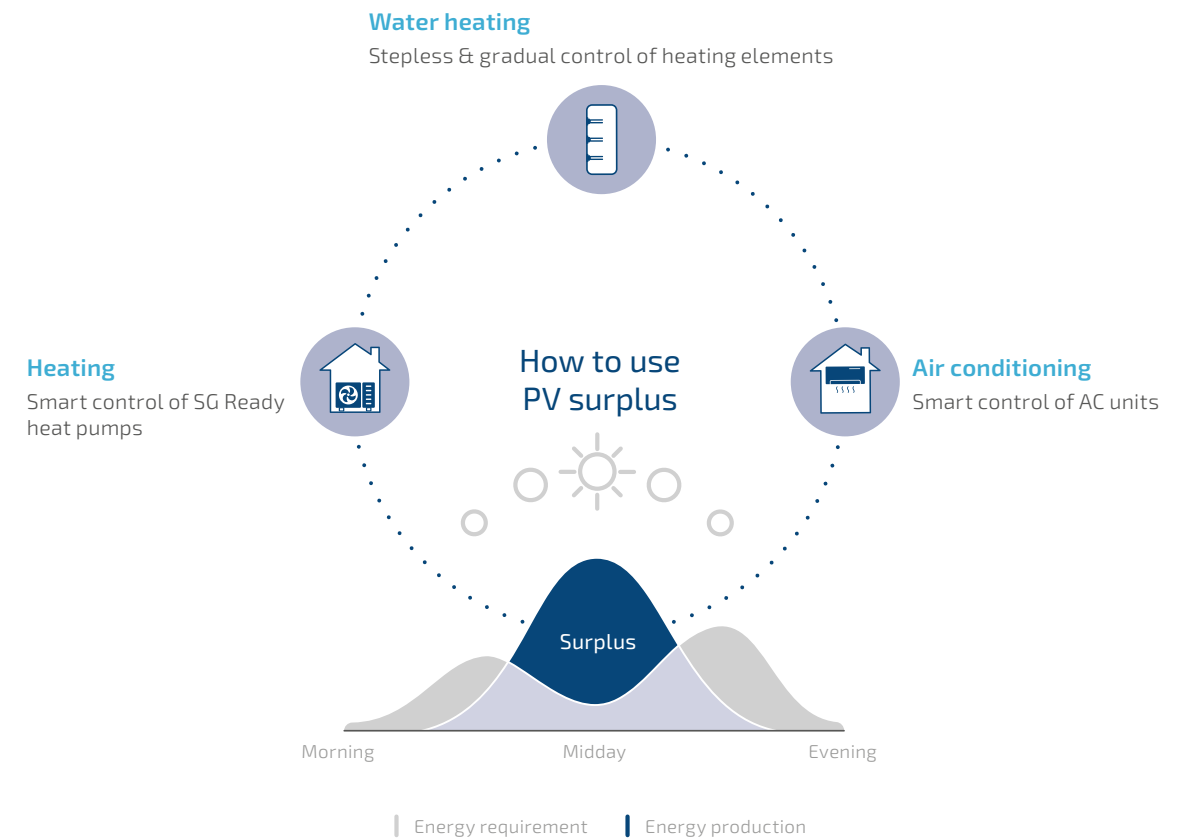 Water heating
Stepless & gradual control of heating elements
How to use
PV surplus
Heating
Smart control of SG Ready
heat pumps
Air conditioning
Smart control of AC units
Surplus
Morning
Midday
Evening
Energy requirement
Energy production